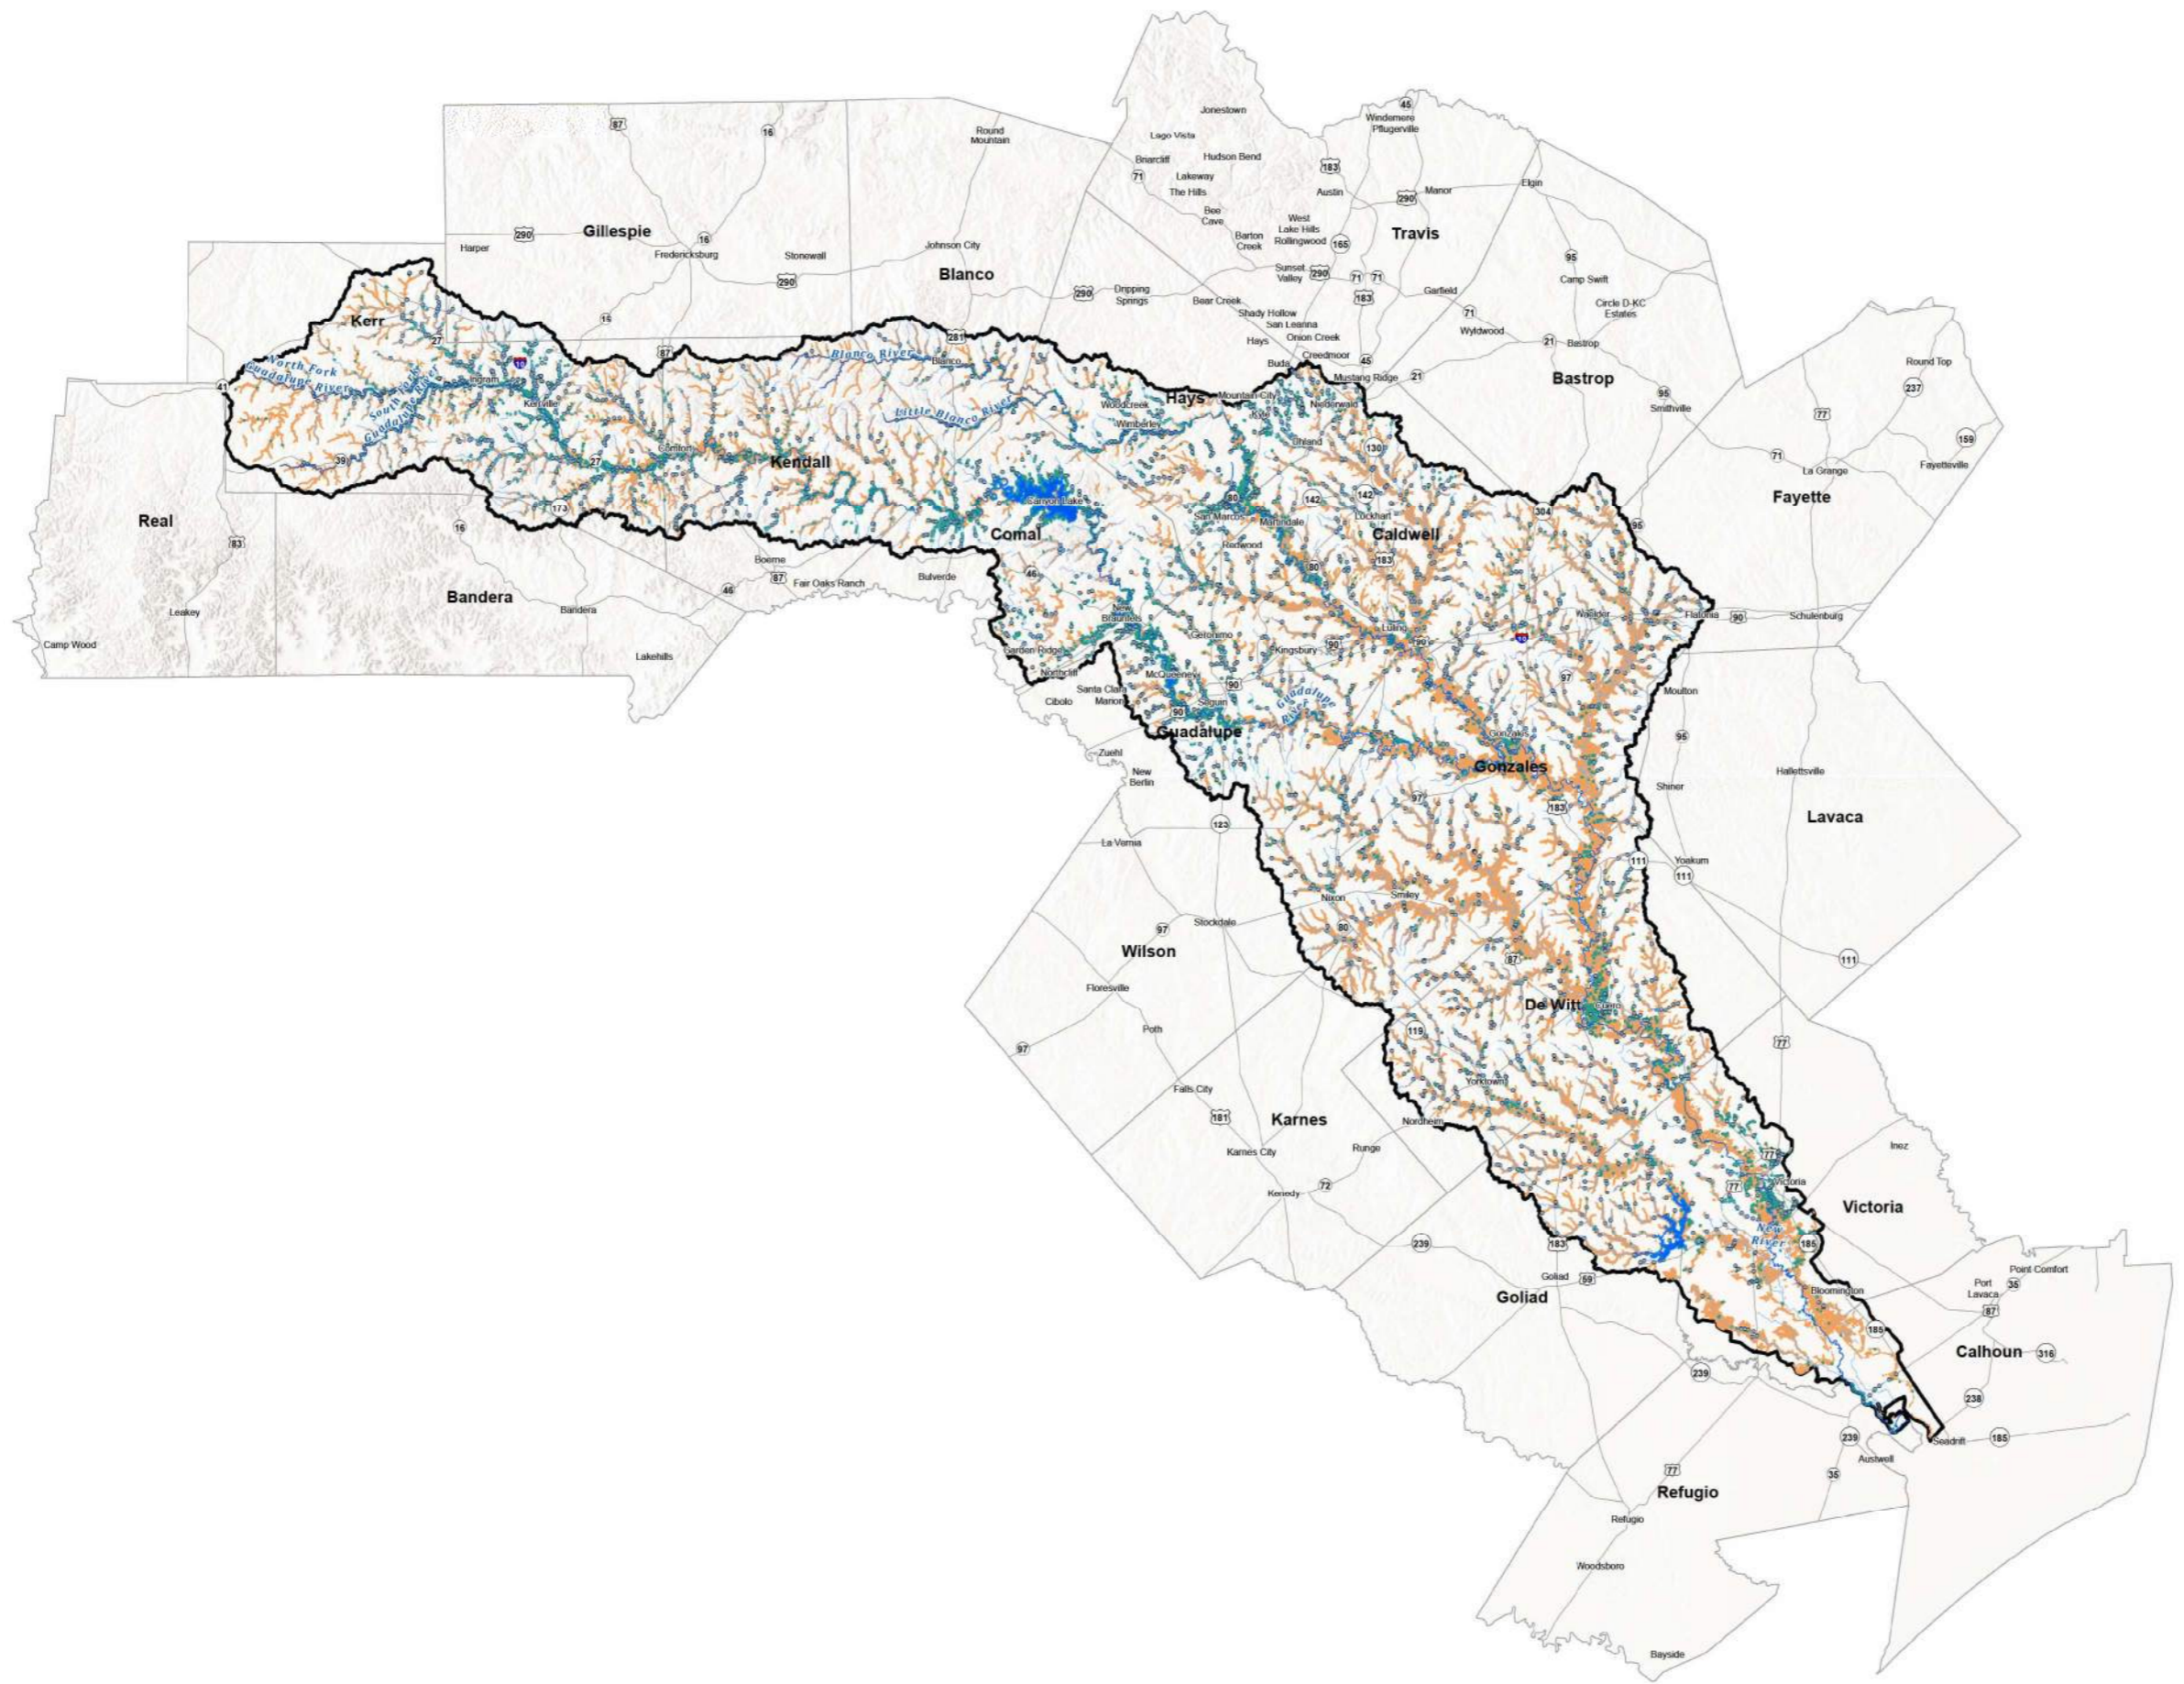 Jonestown
45
Windemere
Pflugerville
87
16
Round
Mountain
Lago Vista
Briarcliff
Hudson Bend
183
71
Lakeway
The Hills
Austin
290
Manor
Elgin
Bee
Cave
West
Lake Hills
Rollingwood
Barton
Creek
165
Travis
290
Gillespie
16
Harper
Fredericksburg
Stonewall
Johnson City
Blanco
290
290
Dripping
Springs
Sunset
Valley
290
71
71
183
Garfield
95
Camp Swift
Circle D-KC
Estates
Bear Creek
Shady Hollow
San Leanna
Onion Creek
Hays
71
Wyldwood
21
Bastrop
Kerr
16
27
281
87
Blanco River
Blanco
Creedmoor
Buda
45
Mustang Ridge
21
Bastrop
95
Smithville
Round Top
237
77
159
Fayetteville
71
La Grange
Fayette
41
North Fork
Guadalupe River
South Fork
Guadalupe River
Ingram
10
Kerrville
Little Blanco River
Woodcreek
Wimberley
Hays
Mountain City
Kyle
Niederwald
Uhland
130
39
27
Comfort
Kendall
173
Canyon Lake
Comal
80
San Marcos
142
142
Martindale
Lockhart
Redwood
Caldwell
183
80
304
95
Real
83
16
Bandera
Leakey
Camp Wood
Bandera
Lakehills
46
Boerne
87
Fair Oaks Ranch
Bulverde
46
New
Braunfels
Garden Ridge
Northcliff
Cibolo
Santa Clara
Marion
McQueeney
Geronimo
Kingsbury
90
Luling
90
10
Waelder
Flatonia
90
Schulenburg
90
Seguin
90
Guadalupe
River
Guadalupe
97
Moulton
95
Gonzales
Gonzales
Zuehl
New
Berlin
Hallettsville
Shiner
Lavaca
97
183
123
La Vernia
111
Yoakum
111
Nixon
Smiley
Stockdale
97
80
Wilson
87
111
Floresville
Poth
97
De Witt
Cuero
119
77
Yorktown
Falls City
181
Karnes
Nordheim
Runge
Karnes City
Kenedy
72
Inez
77
77
Victoria
Victoria
New
River
185
239
183
Goliad
59
Goliad
Bloomington
Point Comfort
Port
Lavaca
35
87
185
Calhoun
316
239
238
Seadrift
185
239
Austwell
35
77
Refugio
Refugio
Woodsboro
Bayside